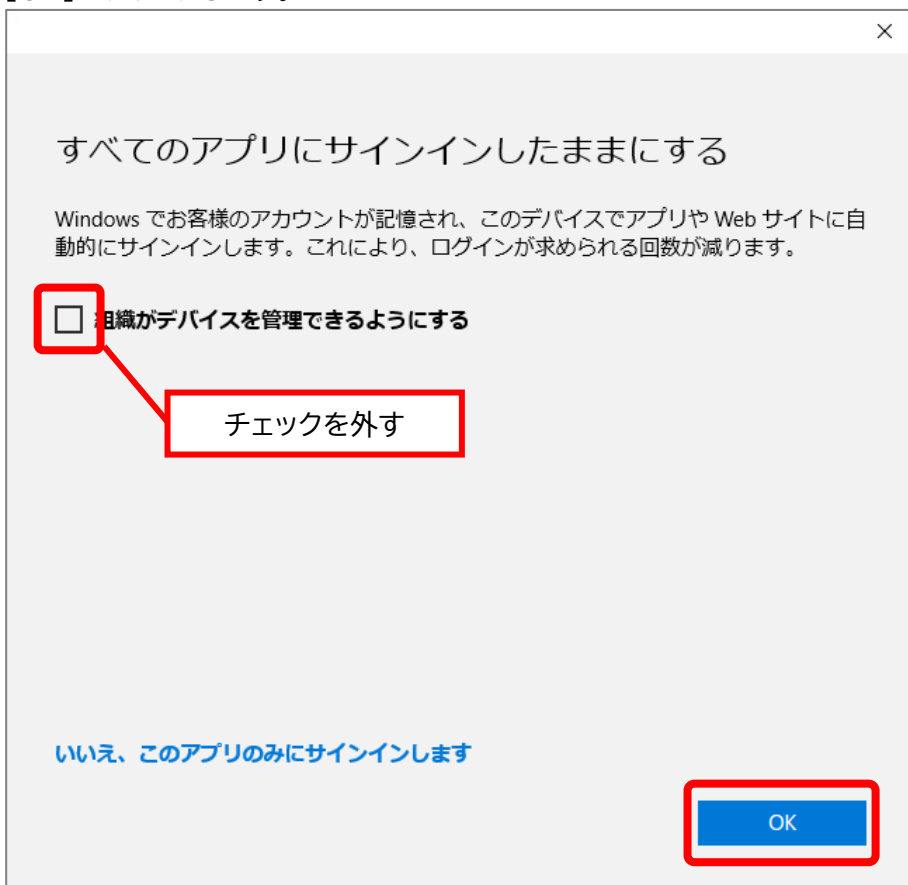 すべてのアプリにサインインしたままにする
Windows でお客様のアカウントが記憶され、このデバイスでアプリや Web サイトに自
動的にサインインします。これにより、ログインが求められる回数が減ります。
組織がデバイスを管理できるようにする
チェックを外す
いいえ、このアプリのみにサインインします
OK